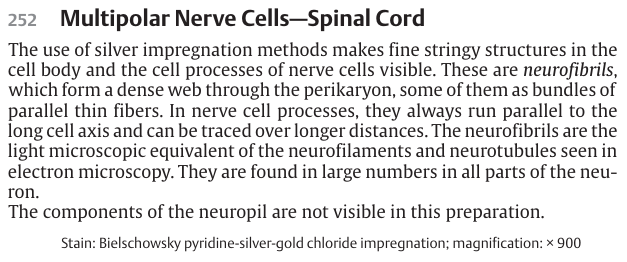 252 Multipolar Nerve Cells—Spinal Cord
The use of silver impregnation methods makes fine stringy structures in the
cell body and the cell processes of nerve cells visible. These are neurofibrils,
which form a dense web through the perikaryon, some of them as bundles of
parallel thin fibers. In nerve cell processes, they always run parallel to the
long cell axis and can be traced over longer distances. The neurofibrils are the
light microscopic equivalent of the neurofilaments and neurotubules seen in
electron microscopy. They are found in large numbers in all parts of the neu-
ron.
The components of the neuropil are not visible in this preparation.
Stain: Bielschowsky pyridine-silver-gold chloride impregnation; magnification: × 900